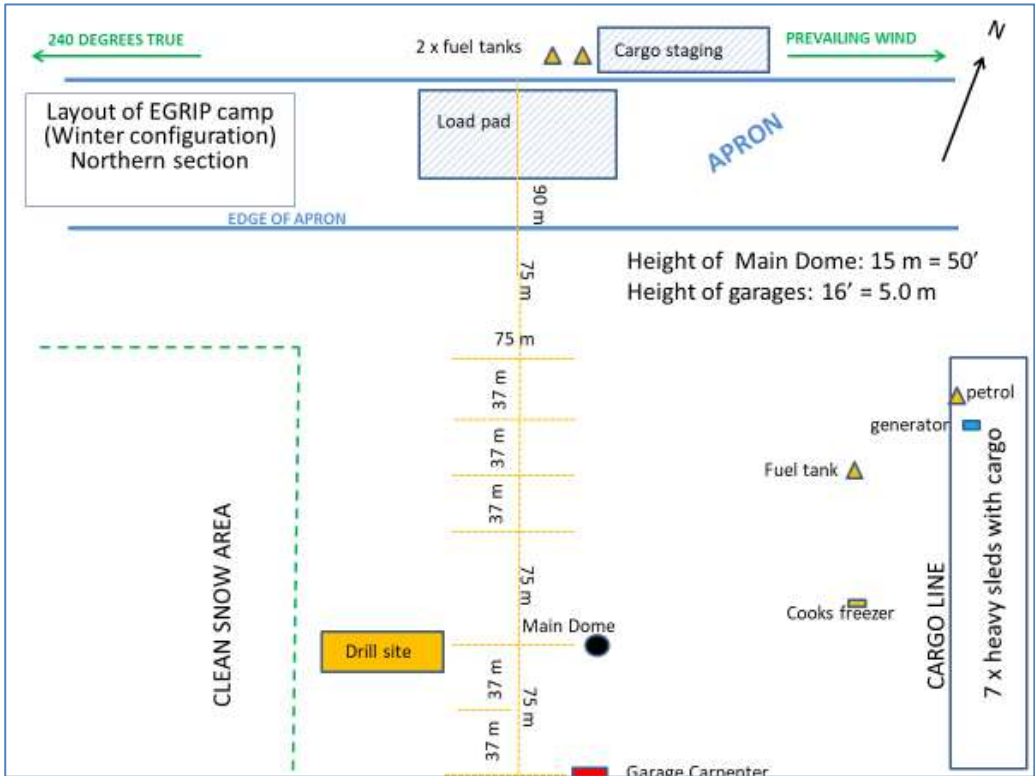 240 DEGREES TRUE
2 x fuel tanks
Cargo staging
PREVAILING WIND
N
Layout of EGRIP camp
(Winter configuration)
Northern section
Load pad
APRON
90 m
EDGE OF APRON
75 m
Height of Main Dome: 15 m = 50’
Height of garages: 16’ = 5.0 m
75 m
37 m
petrol
generator
37 m
Fuel tank
37 m
CLEAN SNOW AREA
75 m
Cooks freezer
CARGO LINE
7 x heavy sleds with cargo
Main Dome
Drill site
37 m
75 m
37 m
Garage Carpenter